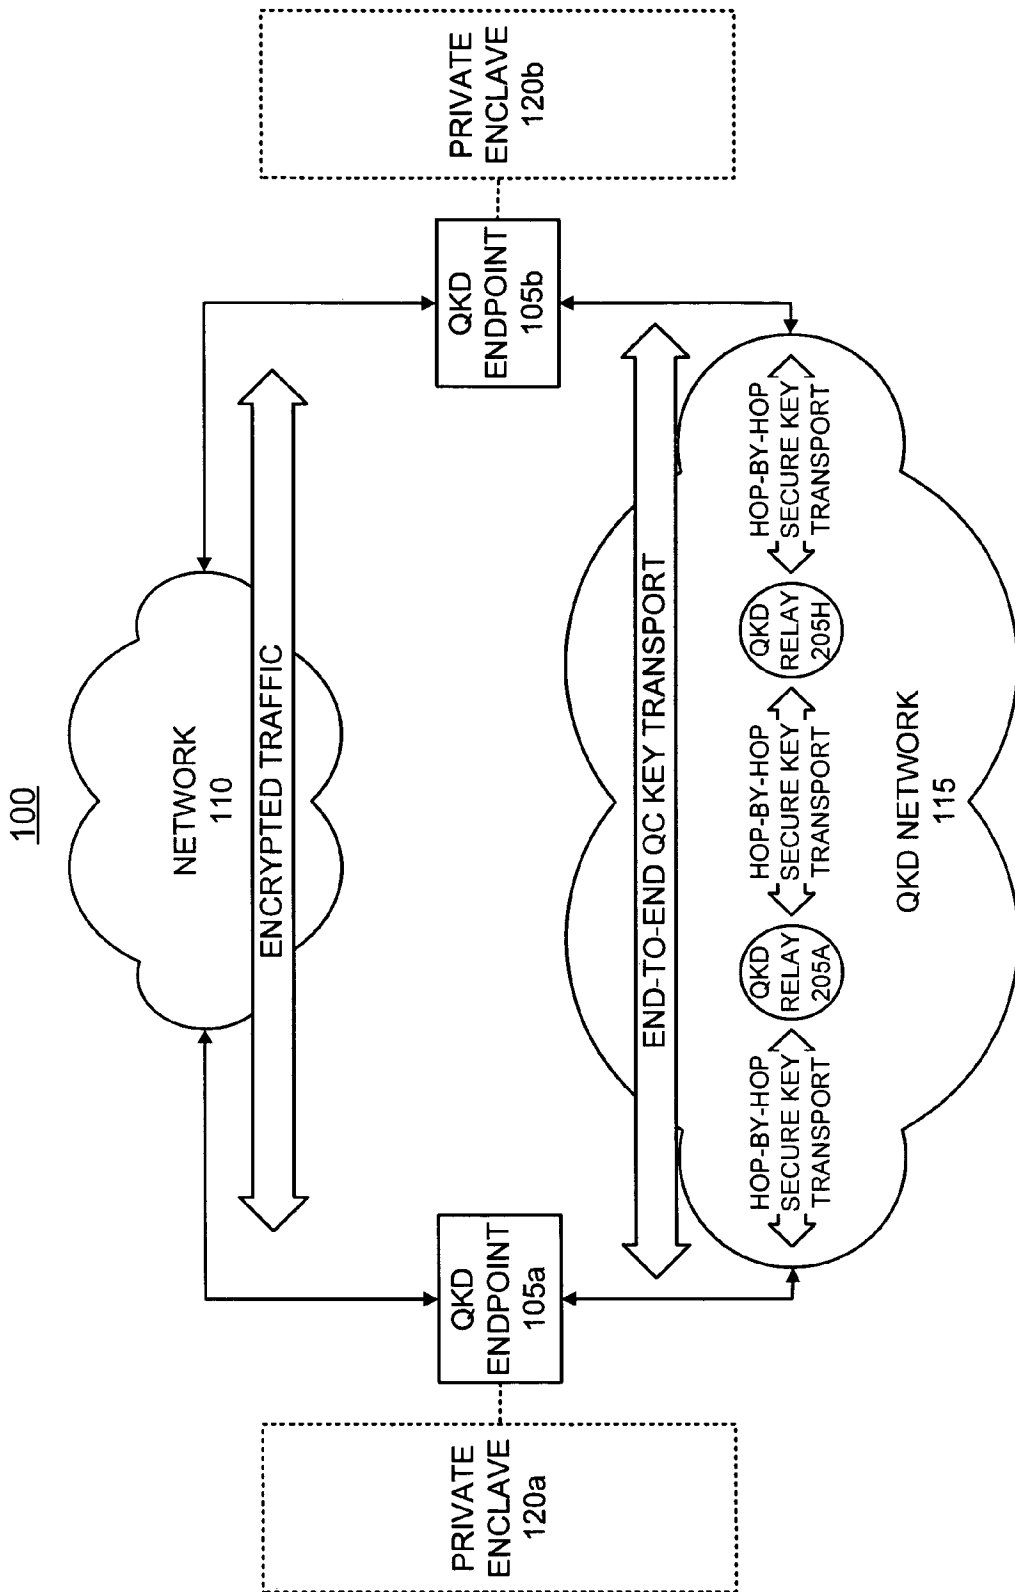 100
NETWORK
110
ENCRYPTED TRAFFIC
PRIVATE
ENCLAVE
120a
QKD
ENDPOINT
105a
QKD
ENDPOINT
105b
PRIVATE
ENCLAVE
120b
END-TO-END QC KEY TRANSPORT
HOP-BY-HOP
SECURE KEY
TRANSPORT
QKD
RELAY
205A
HOP-BY-HOP
SECURE KEY
TRANSPORT
QKD
RELAY
205H
HOP-BY-HOP
SECURE KEY
TRANSPORT
QKD NETWORK
115